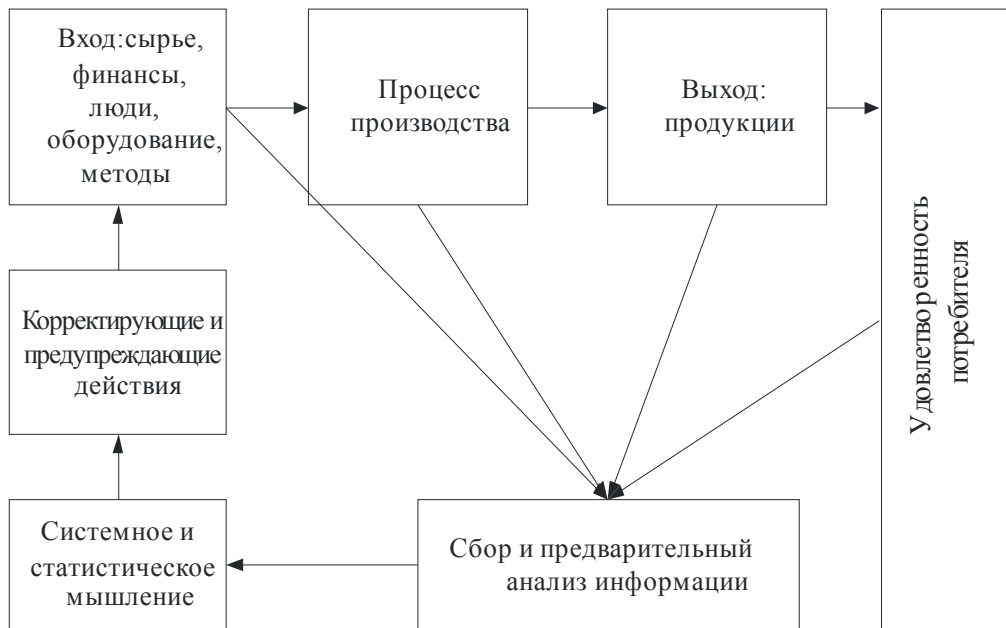 Вход:сырье,
финансы,
люди,
оборудование,
методы
Процесс
производства
Выход:
продукции
Удовлетворенность
потребителя
Корректирующие и
предупреждающие
действия
Системное и
статистическое
мышление
Сбор и предварительный
анализ информации